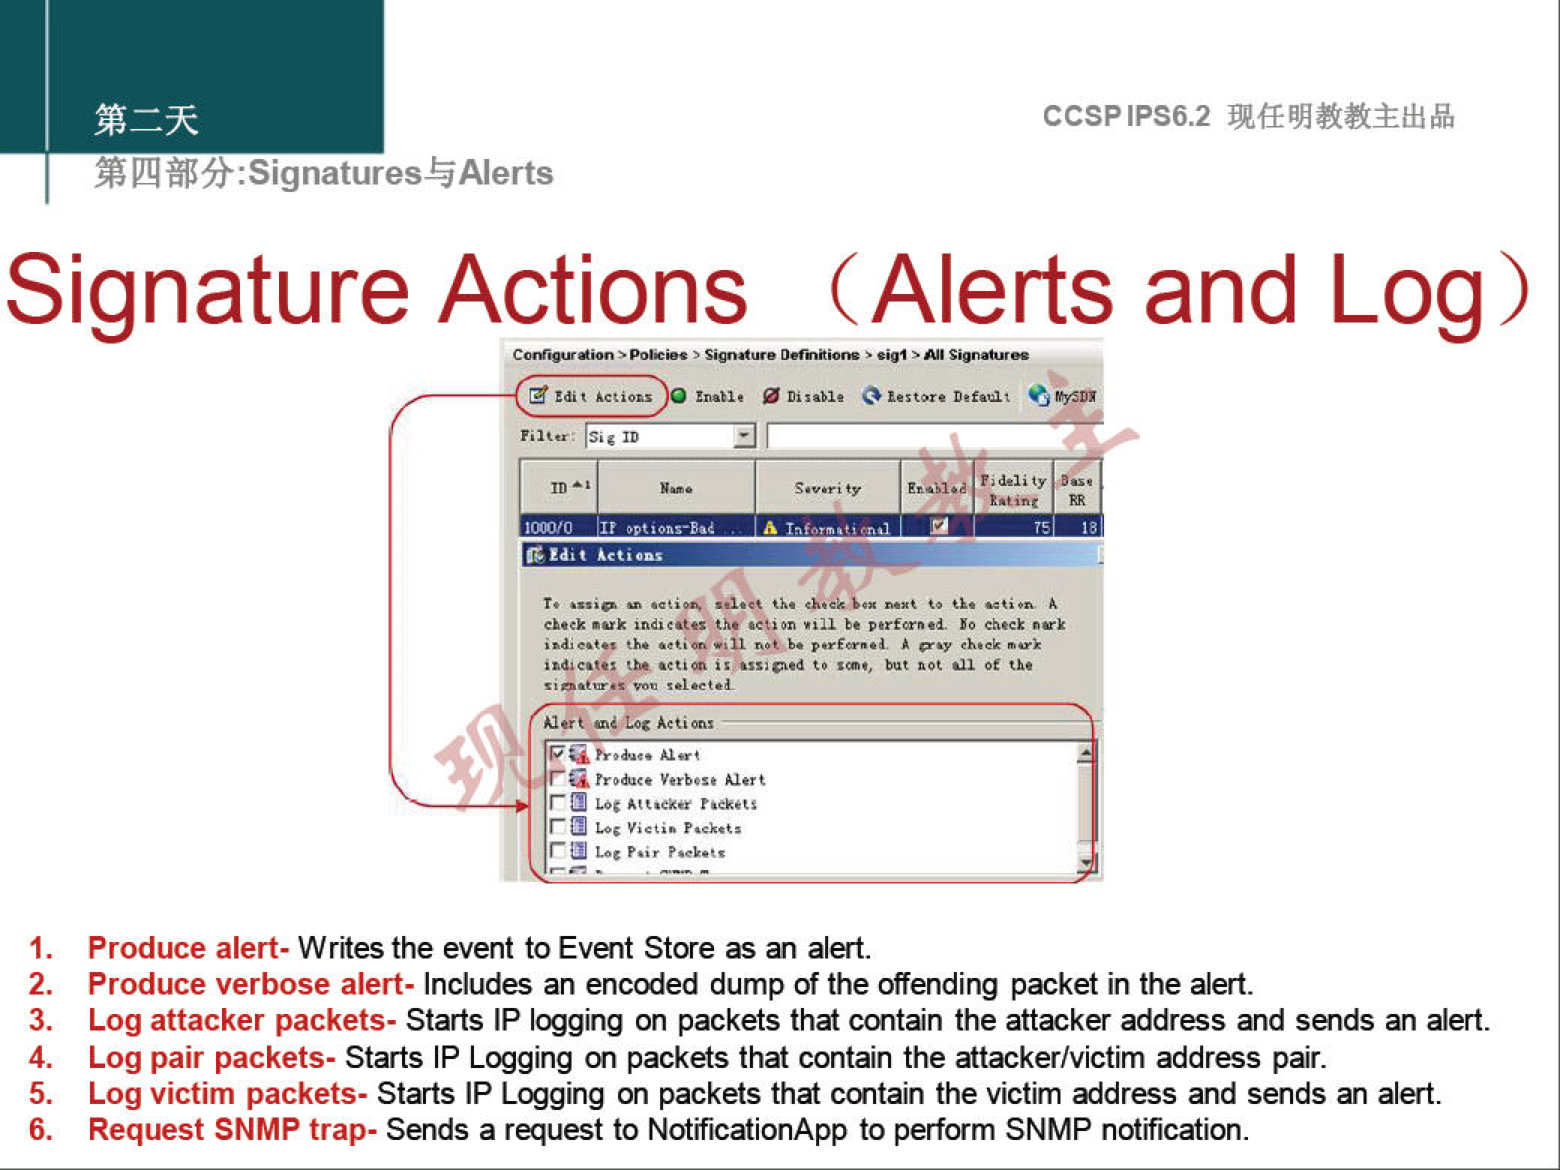 第二天
CCSP IPS6.2 现任明教教主出品
第四部分:Signatures与Alerts
Signature Actions （Alerts and Log）
Configuration > Policies > Signature Definitions > sig1 > All Signatures
Edit Actions Enable Disable Restore Default MySDN
Filter: Sig ID
ID 1 Name Severity Enabled Fidelity Rating Base RR
1000/0 IP options-Bad ... Informational 75 18
Edit Actions
To assign an action, select the check box next to the action. A
check mark indicates the action will be performed. No check mark
indicates the action will not be performed. A gray check mark
indicates the action is assigned to some, but not all of the
signatures you selected.
Alert and Log Actions
Produce Alert
Produce Verbose Alert
Log Attacker Packets
Log Victim Packets
Log Pair Packets
现任明教教主
1. Produce alert- Writes the event to Event Store as an alert.
2. Produce verbose alert- Includes an encoded dump of the offending packet in the alert.
3. Log attacker packets- Starts IP logging on packets that contain the attacker address and sends an alert.
4. Log pair packets- Starts IP Logging on packets that contain the attacker/victim address pair.
5. Log victim packets- Starts IP Logging on packets that contain the victim address and sends an alert.
6. Request SNMP trap- Sends a request to NotificationApp to perform SNMP notification.